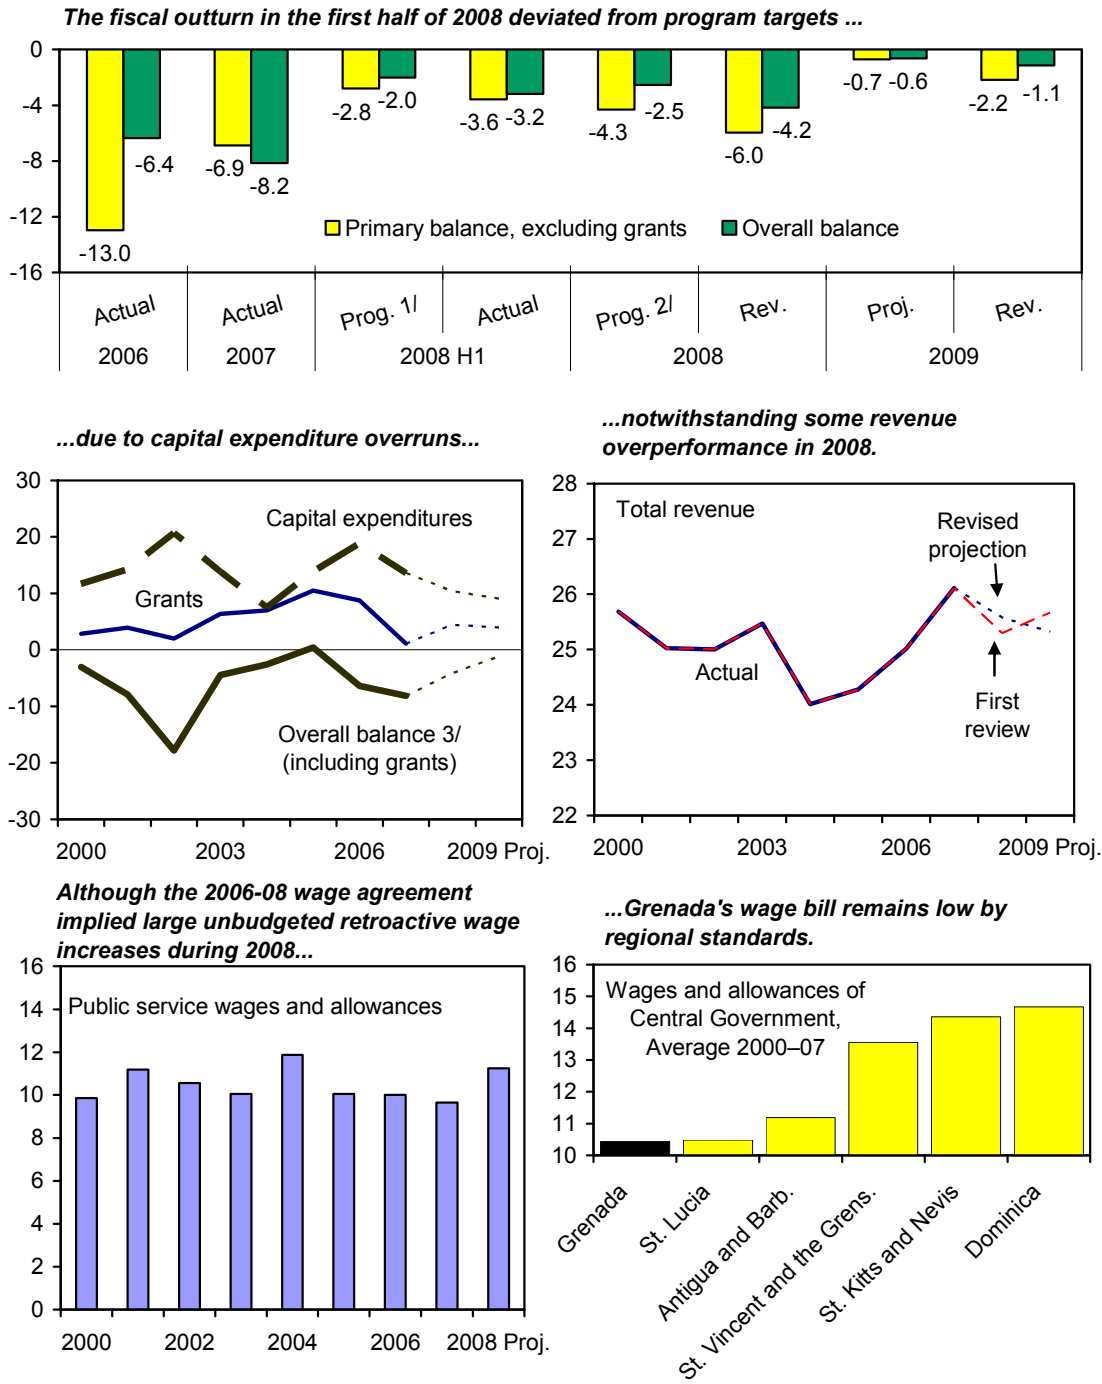 The fiscal outturn in the first half of 2008 deviated from program targets ...
0
-4
-8
-12
-16
-13.0
-6.4
-6.9
-8.2
-2.8
-2.0
-3.6
-3.2
-4.3
-2.5
-6.0
-4.2
-0.7
-0.6
-2.2
-1.1
Primary balance, excluding grants
Overall balance
Actual
Actual
Prog. 1/
Actual
Prog. 2/
Rev.
Proj.
Rev.
2006
2007
2008 H1
2008
2009
...due to capital expenditure overruns...
30
20
10
0
-10
-20
-30
Capital expenditures
Grants
Overall balance 3/
(including grants)
2000
2003
2006
2009 Proj.
...notwithstanding some revenue
overperformance in 2008.
28
27
26
25
24
23
22
Total revenue
Revised
projection
Actual
First
review
2000
2003
2006
2009 Proj.
Although the 2006-08 wage agreement
implied large unbudgeted retroactive wage
increases during 2008...
16
14
12
10
8
6
4
2
0
Public service wages and allowances
2000
2002
2004
2006
2008 Proj.
...Grenada's wage bill remains low by
regional standards.
16
15
14
13
12
11
10
Wages and allowances of
Central Government,
Average 2000–07
Grenada
St. Lucia
Antigua and Barb.
St. Vincent and the Grens.
St. Kitts and Nevis
Dominica